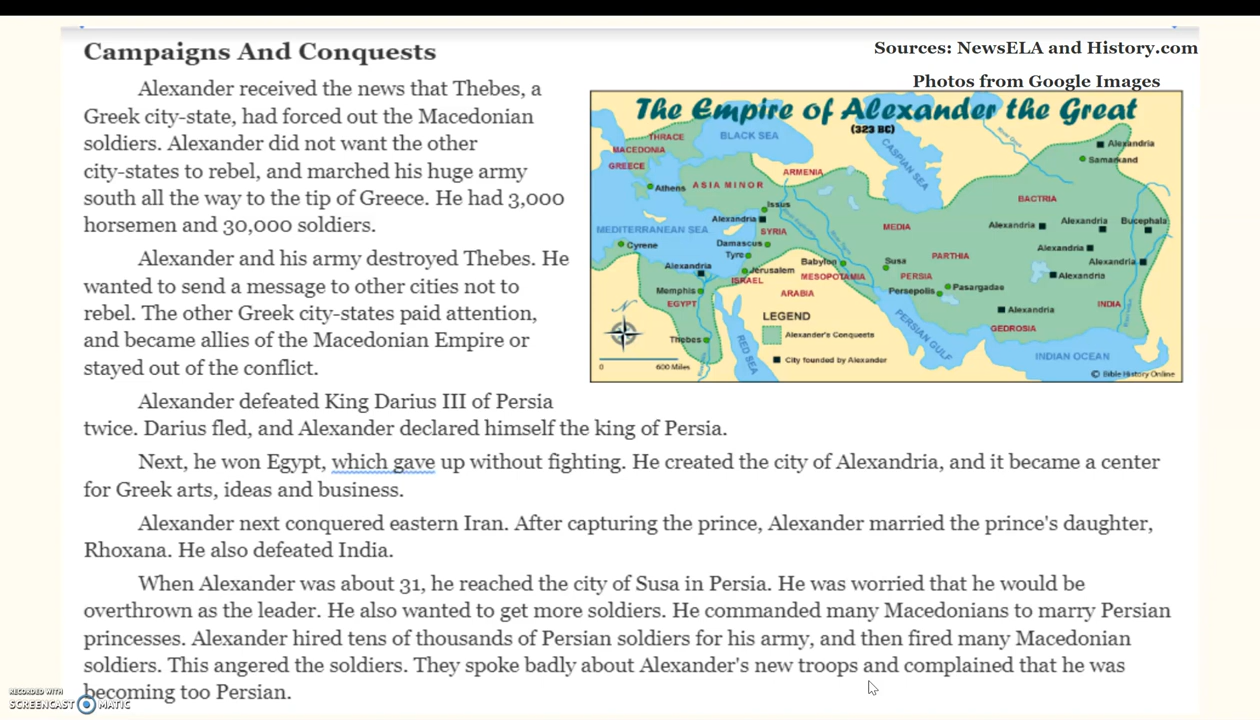 Campaigns And Conquests
Sources: NewsELA and History.com
Photos from Google Images
Alexander received the news that Thebes, a
Greek city-state, had forced out the Macedonian
soldiers. Alexander did not want the other
city-states to rebel, and marched his huge army
south all the way to the tip of Greece. He had 3,000
horsemen and 30,000 soldiers.
Alexander and his army destroyed Thebes. He
wanted to send a message to other cities not to
rebel. The other Greek city-states paid attention,
and became allies of the Macedonian Empire or
stayed out of the conflict.
The Empire of Alexander the Great
(323 BC)
THRACE
BLACK SEA
MACEDONIA
GREECE
Athens
ASIA MINOR
ARMENIA
CASPIAN SEA
Alexandria
Samarkand
BACTRIA
Issus
Alexandria
MEDITERRANEAN SEA
SYRIA
MEDIA
Alexandria
Alexandria
Bucephala
Cyrene
Damascus
Tyre
Alexandria
PARTHIA
Babylon
Susa
Alexandria
Alexandria
Jerusalem
ISRAEL
MESOPOTAMIA
PERSIA
Alexandria
Memphis
EGYPT
ARABIA
Persepolis
Pasargadae
INDIA
N
LEGEND
Alexandria
GEDROSIA
PERSIAN GULF
Alexander's Conquests
Thebes
RED SEA
City founded by Alexander
INDIAN OCEAN
0
600 Miles
© Bible History Online
Alexander defeated King Darius III of Persia
twice. Darius fled, and Alexander declared himself the king of Persia.
Next, he won Egypt, which gave up without fighting. He created the city of Alexandria, and it became a center
for Greek arts, ideas and business.
Alexander next conquered eastern Iran. After capturing the prince, Alexander married the prince's daughter,
Rhoxana. He also defeated India.
When Alexander was about 31, he reached the city of Susa in Persia. He was worried that he would be
overthrown as the leader. He also wanted to get more soldiers. He commanded many Macedonians to marry Persian
princesses. Alexander hired tens of thousands of Persian soldiers for his army, and then fired many Macedonian
soldiers. This angered the soldiers. They spoke badly about Alexander's new troops and complained that he was
becoming too Persian.
RECORDED WITH
SCREENCAST MATIC